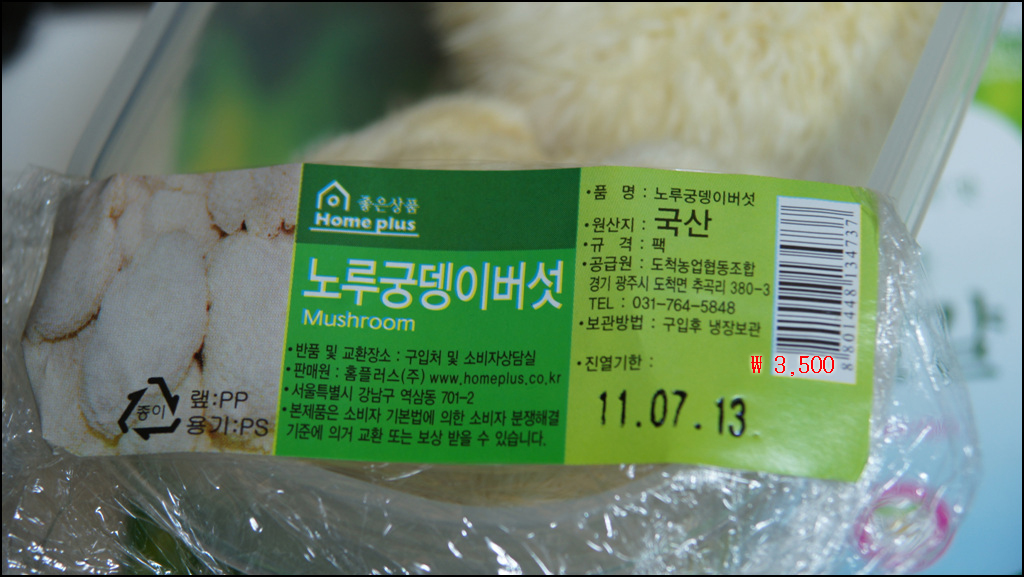 좋은상품
Home plus
노루궁뎅이버섯
Mushroom
•반품 및 교환장소 : 구입처 및 소비자상담실
•판매원 : 홈플러스(주) www.homeplus.co.kr
•서울특별시 강남구 역삼동 701-2
•본제품은 소비자 기본법에 의한 소비자 분쟁해결
기준에 의거 교환 또는 보상 받을 수 있습니다.
종이
랲:PP
용기:PS
•품 명 : 노루궁뎅이버섯
•원산지 : 국산
•규 격 : 팩
•공급원 : 도척농업협동조합
경기 광주시 도척면 추곡리 380-3
TEL : 031-764-5848
•보관방법 : 구입후 냉장보관
•진열기한 :
11.07.13
₩ 3,500
8801448134737